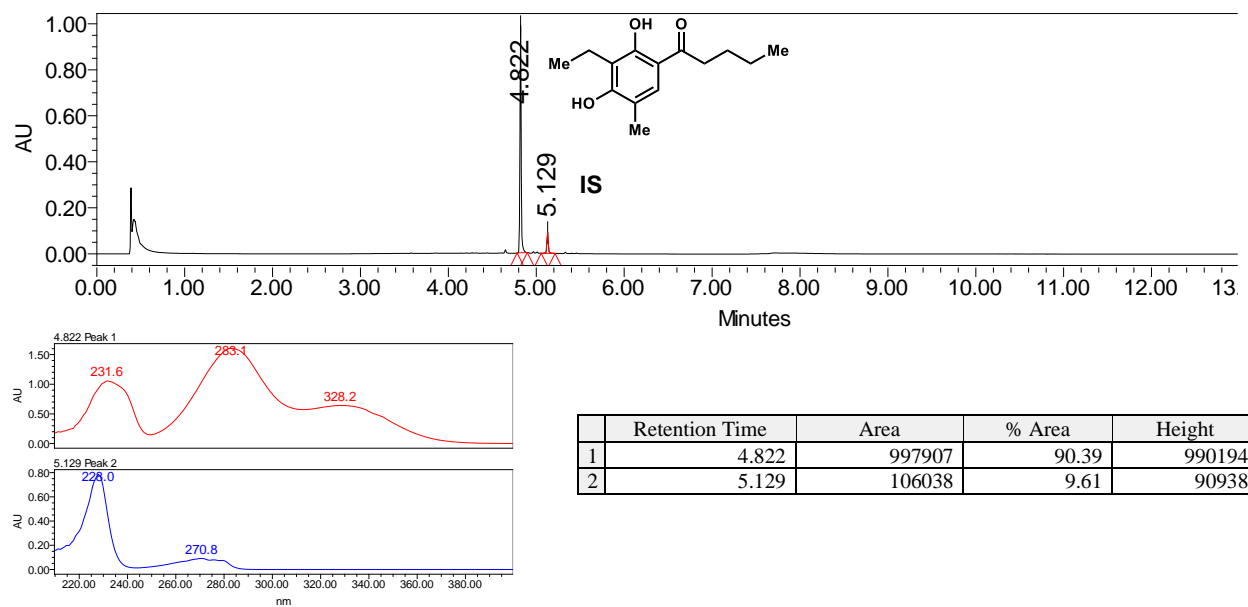 1.00
0.80
0.60
0.40
0.20
0.00
AU
4.822
5.129
IS
OH
O
Me
Me
HO
Me
0.00 1.00 2.00 3.00 4.00 5.00 6.00 7.00 8.00 9.00 10.00 11.00 12.00 13.
Minutes
4.822 Peak 1
AU
1.50
1.00
0.50
0.00
231.6
283.1
328.2
5.129 Peak 2
AU
0.80
0.60
0.40
0.20
0.00
228.0
270.8
220.00 240.00 260.00 280.00 300.00 320.00 340.00 360.00 380.00
nm
Retention Time Area % Area Height
1 4.822 997907 90.39 990194
2 5.129 106038 9.61 90938